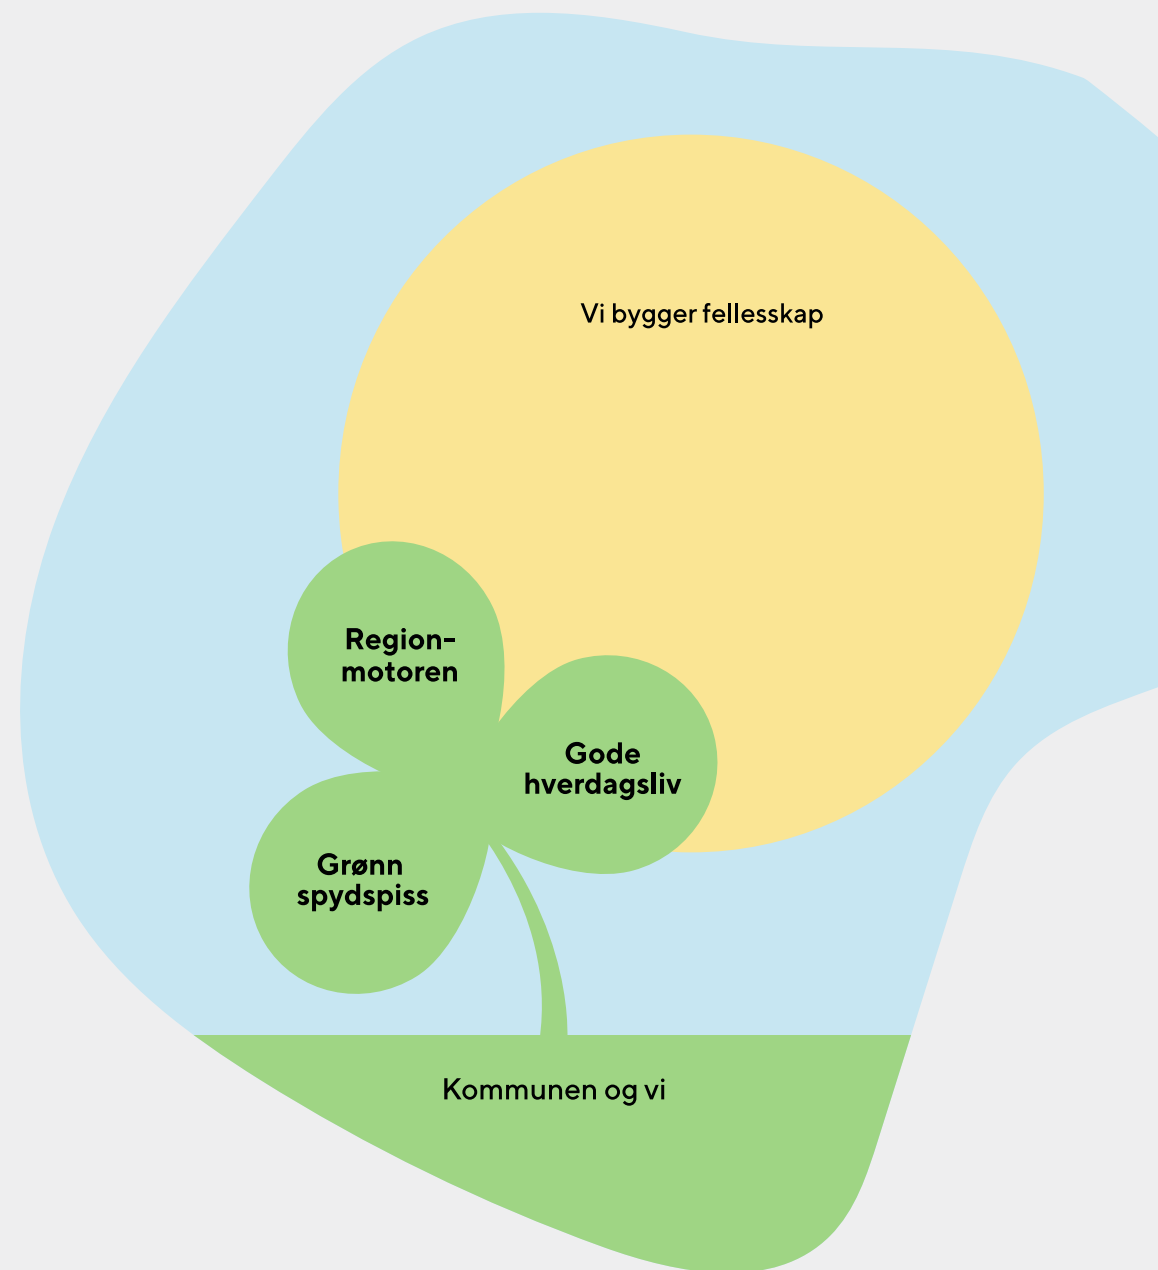 Vi bygger fellesskap
Region-
motoren
Gode
hverdagsliv
Grønn
spydspiss
Kommunen og vi